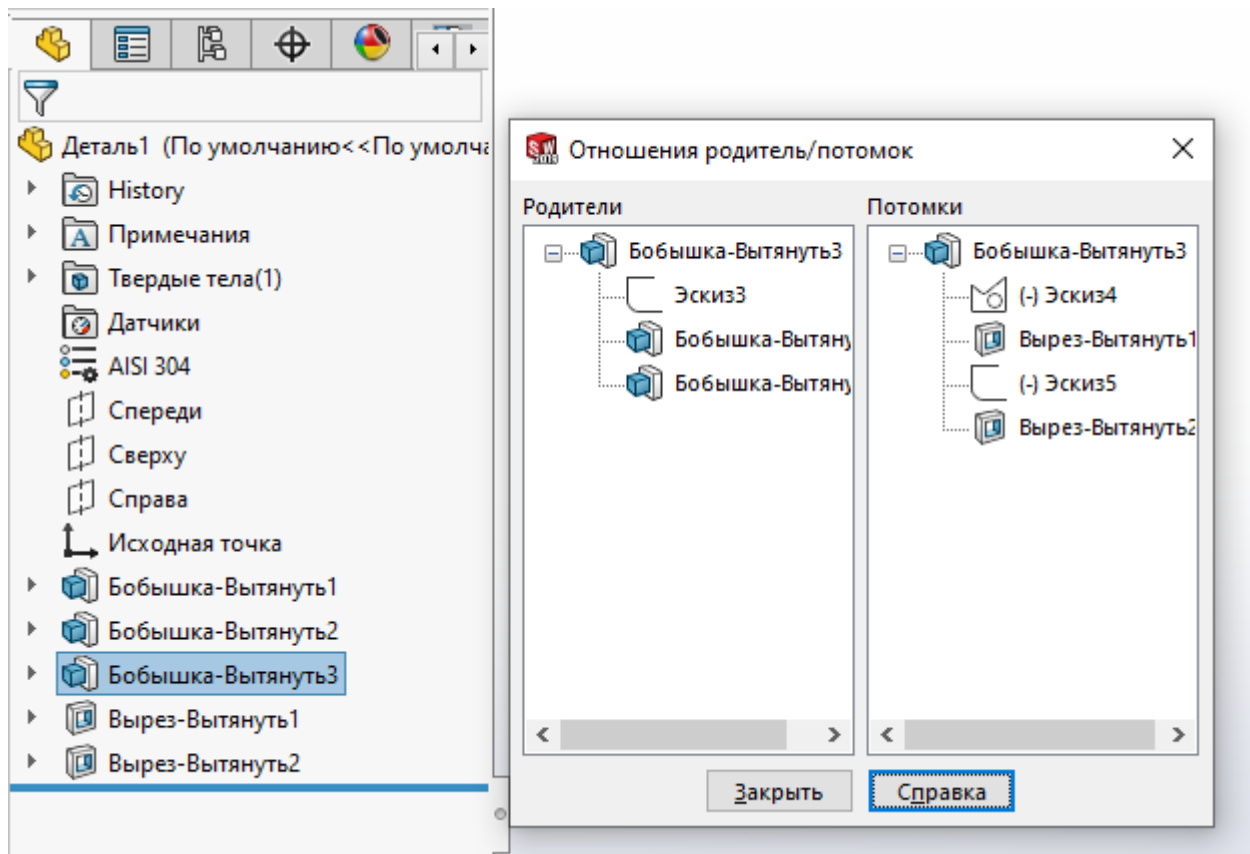 Деталь1 (По умолчанию<<По умолча
History
Примечания
Твердые тела(1)
Датчики
AISI 304
Спереди
Сверху
Справа
Исходная точка
Бобышка-Вытянуть1
Бобышка-Вытянуть2
Бобышка-Вытянуть3
Вырез-Вытянуть1
Вырез-Вытянуть2
Отношения родитель/потомок
Родители
Бобышка-Вытянуть3
Эскиз3
Бобышка-Вытяну
Бобышка-Вытяну
Потомки
Бобышка-Вытянуть3
(-) Эскиз4
Вырез-Вытянуть1
(-) Эскиз5
Вырез-Вытянуть2
Закрыть
Справка